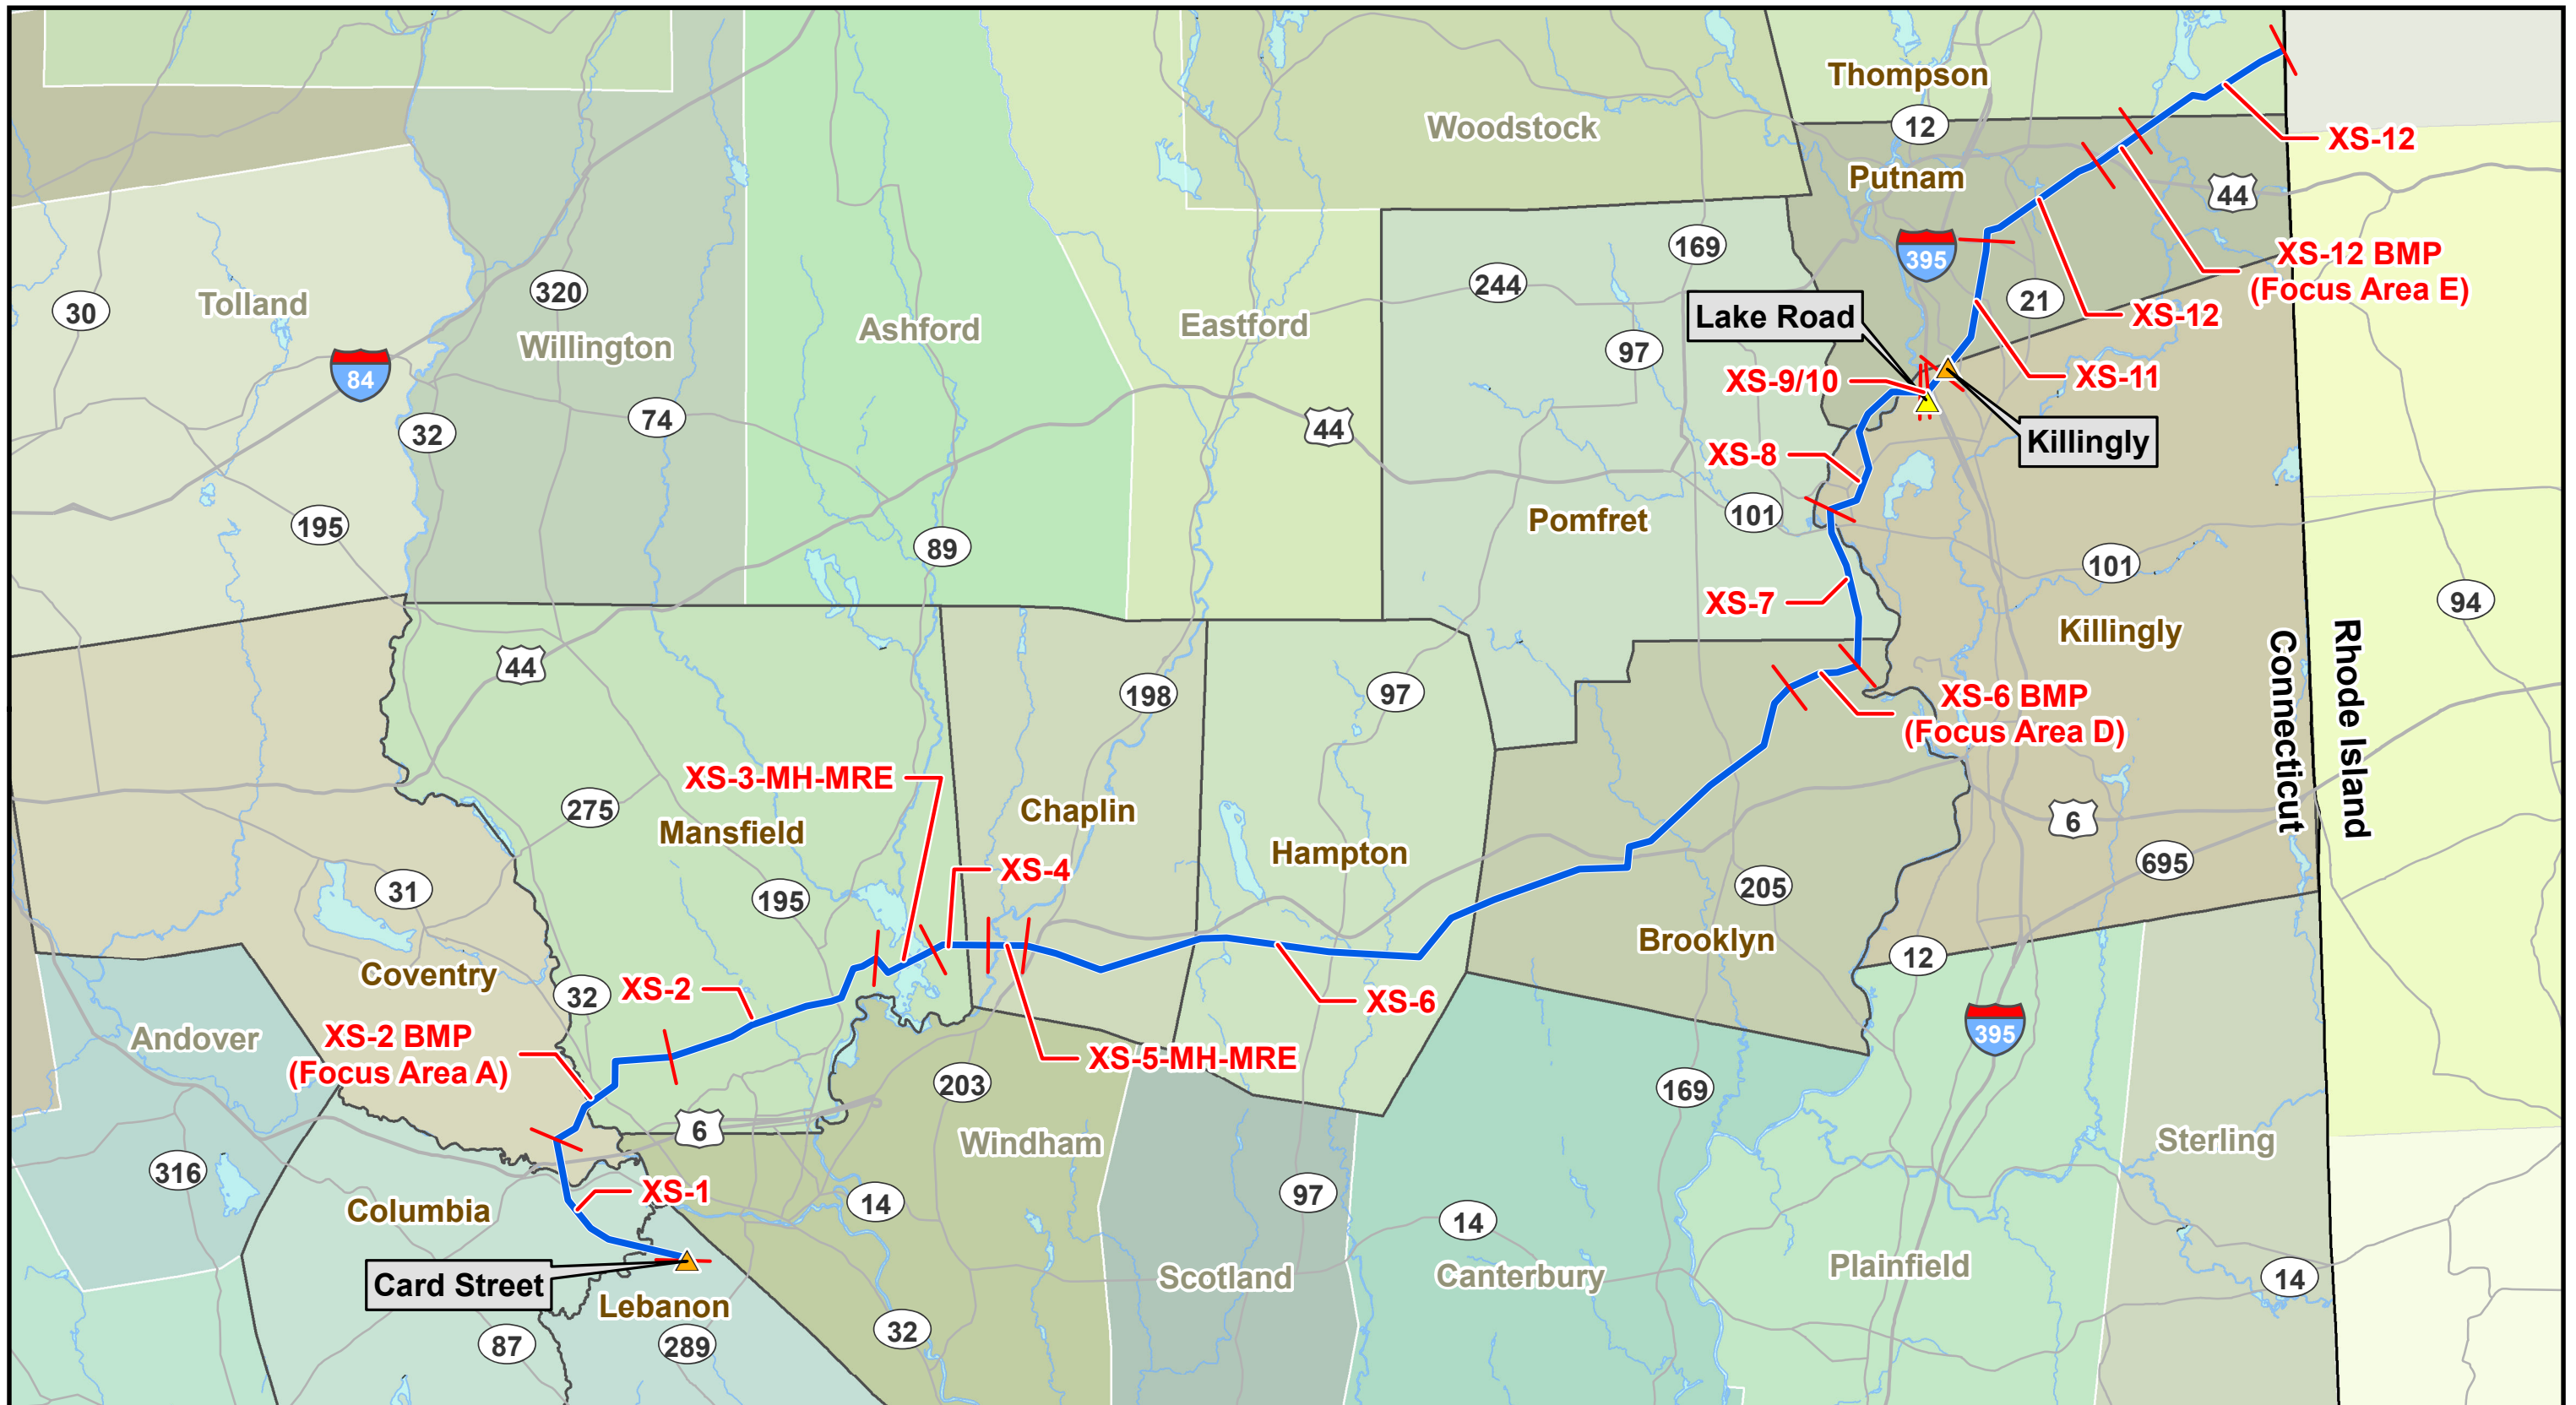 Thompson
Woodstock
12
XS-12
Putnam
44
169
395
XS-12 BMP
(Focus Area E)
244
320
Tolland
30
21
XS-12
Lake Road
Eastford
Ashford
Willington
97
84
XS-9/10
XS-11
74
32
44
Killingly
XS-8
195
101
Pomfret
89
101
94
XS-7
Killingly
Rhode Island
Connecticut
44
198
97
XS-6 BMP
(Focus Area D)
XS-3-MH-MRE
275
Mansfield
Chaplin
6
Hampton
695
XS-4
31
195
205
Brooklyn
12
Coventry
32
XS-2
XS-6
395
Andover
XS-2 BMP
(Focus Area A)
XS-5-MH-MRE
203
169
6
Windham
Sterling
316
XS-1
97
14
14
Columbia
Plainfield
Card Street
Scotland
Canterbury
14
Lebanon
32
87
289